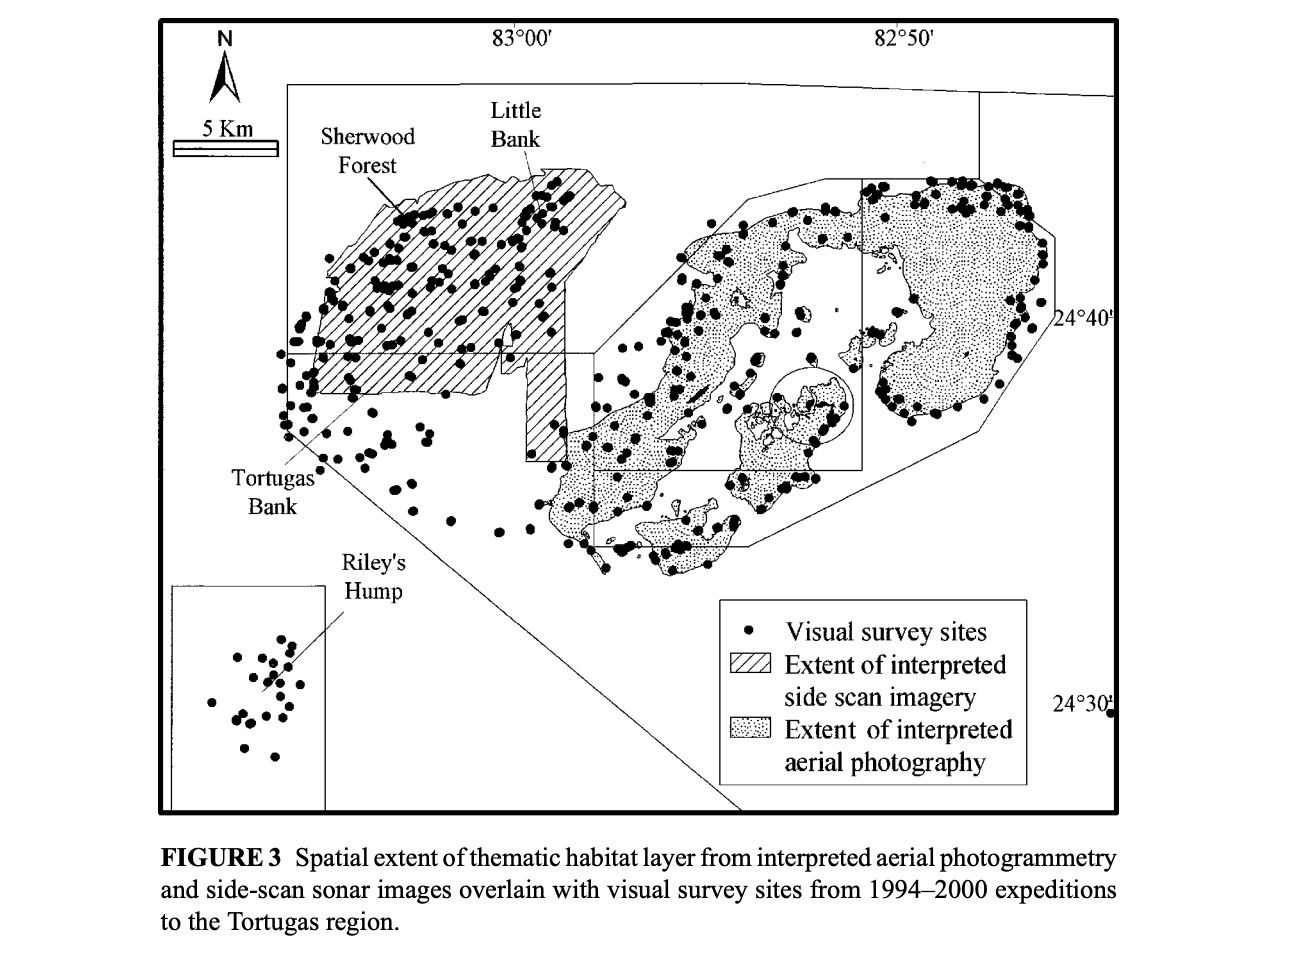 N
83°00'
82°50'
5 Km
Little
Bank
Sherwood
Forest
24°40'
Tortugas
Bank
Riley's
Hump
Visual survey sites
Extent of interpreted
side scan imagery
24°30'
Extent of interpreted
aerial photography
FIGURE 3 Spatial extent of thematic habitat layer from interpreted aerial photogrammetry
and side-scan sonar images overlain with visual survey sites from 1994–2000 expeditions
to the Tortugas region.